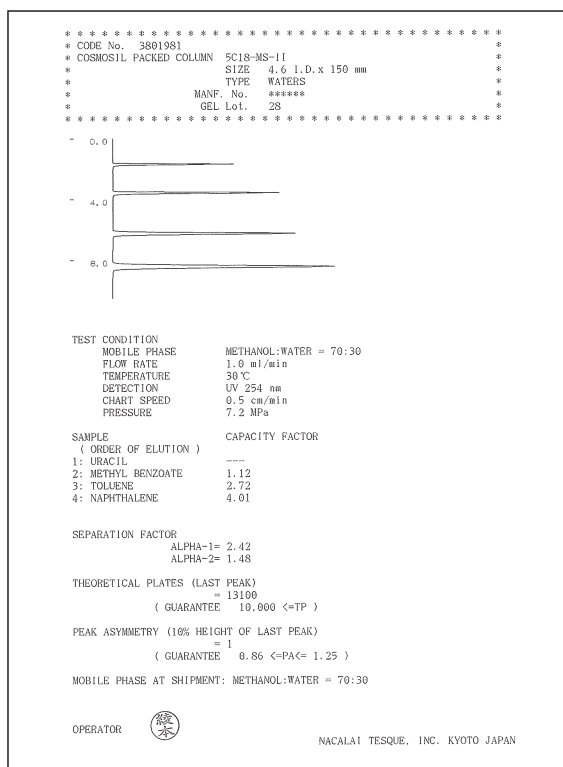 * * * * * * * * * * * * * * * * * * * * * * * * * * * * * * * * * * * *
* CODE No. 3801981 *
* COSMOSIL PACKED COLUMN 5C18-MS-II *
* SIZE 4.6 I.D.x 150 mm *
* TYPE WATERS *
* MANF. No. ****** *
* GEL Lot. 28 *
* * * * * * * * * * * * * * * * * * * * * * * * * * * * * * * * * * * *
- 0.0
- 4.0
- 8.0
TEST CONDITION
MOBILE PHASE METHANOL:WATER = 70:30
FLOW RATE 1.0 ml/min
TEMPERATURE 30℃
DETECTION UV 254 nm
CHART SPEED 0.5 cm/min
PRESSURE 7.2 MPa
SAMPLE CAPACITY FACTOR
( ORDER OF ELUTION )
1: URACIL ---
2: METHYL BENZOATE 1.12
3: TOLUENE 2.72
4: NAPHTHALENE 4.01
SEPARATION FACTOR
ALPHA-1= 2.42
ALPHA-2= 1.48
THEORETICAL PLATES (LAST PEAK)
= 13100
( GUARANTEE 10,000 <=TP )
PEAK ASYMMETRY (10% HEIGHT OF LAST PEAK)
= 1
( GUARANTEE 0.86 <=PA<= 1.25 )
MOBILE PHASE AT SHIPMENT: METHANOL:WATER = 70:30
OPERATOR
NACALAI TESQUE, INC. KYOTO JAPAN